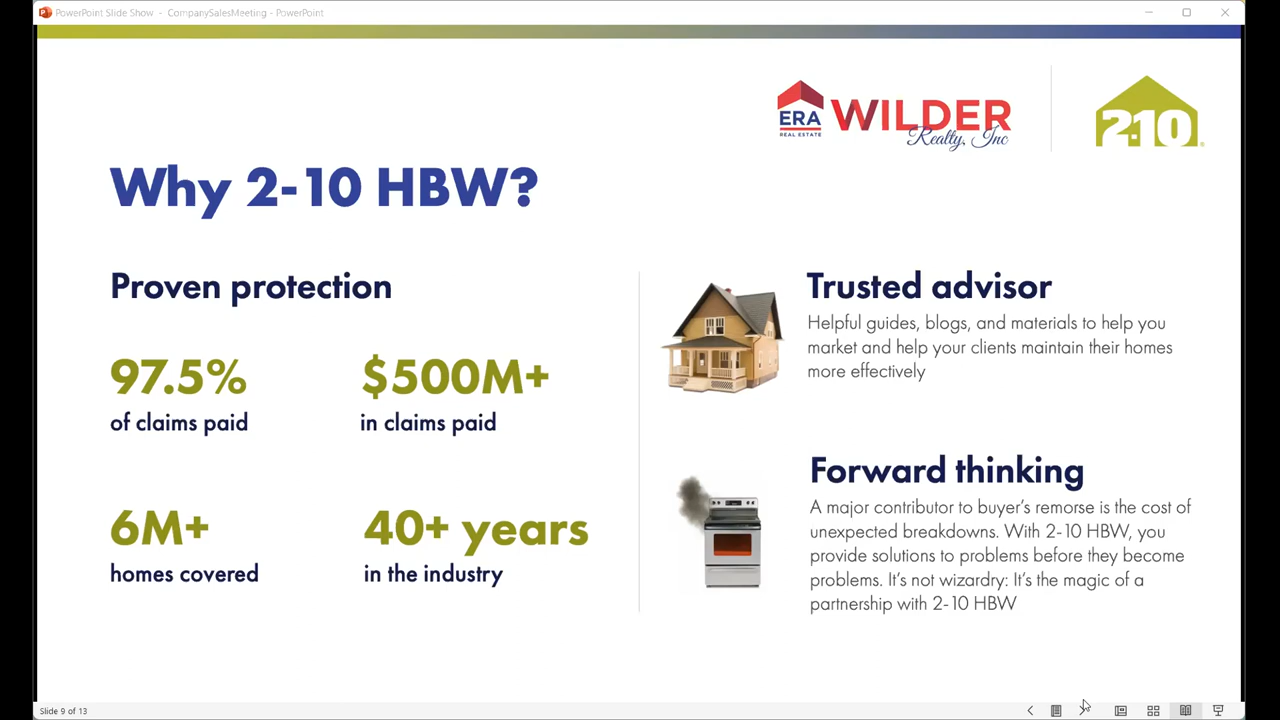 PowerPoint Slide Show - CompanySalesMeeting - PowerPoint
ERA
REAL ESTATE
WILDER
Realty, Inc
2-10
Why 2-10 HBW?
Proven protection
97.5%
of claims paid
$500M+
in claims paid
6M+
homes covered
40+ years
in the industry
Trusted advisor
Helpful guides, blogs, and materials to help you
market and help your clients maintain their homes
more effectively
Forward thinking
A major contributor to buyer's remorse is the cost of
unexpected breakdowns. With 2-10 HBW, you
provide solutions to problems before they become
problems. It's not wizardry: It's the magic of a
partnership with 2-10 HBW
Slide 9 of 13